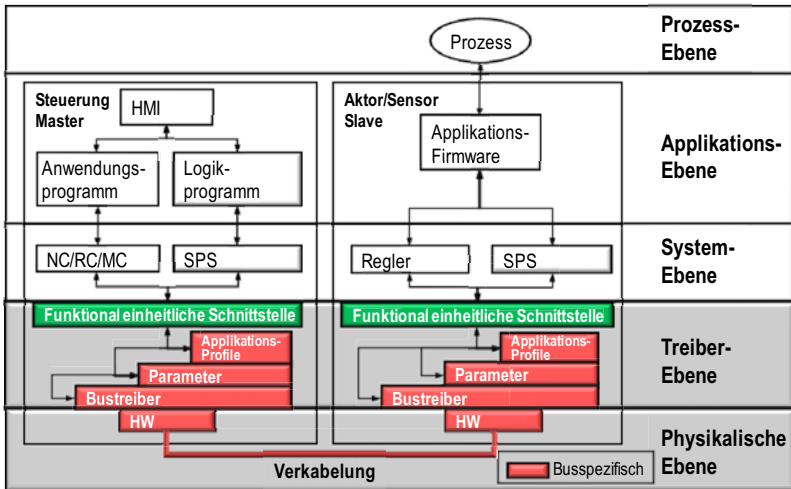 Prozess
Prozess-
Ebene
Steuerung
Master
HMI
Anwendungs-
programm
Logik-
programm
Aktor/Sensor
Slave
Applikations-
Firmware
Applikations-
Ebene
NC/RC/MC
SPS
Regler
SPS
System-
Ebene
Funktional einheitliche Schnittstelle
Applikations-
Profile
Parameter
Bustreiber
Funktional einheitliche Schnittstelle
Applikations-
Profile
Parameter
Bustreiber
Treiber-
Ebene
HW
HW
Verkabelung
Busspezifisch
Physikalische
Ebene